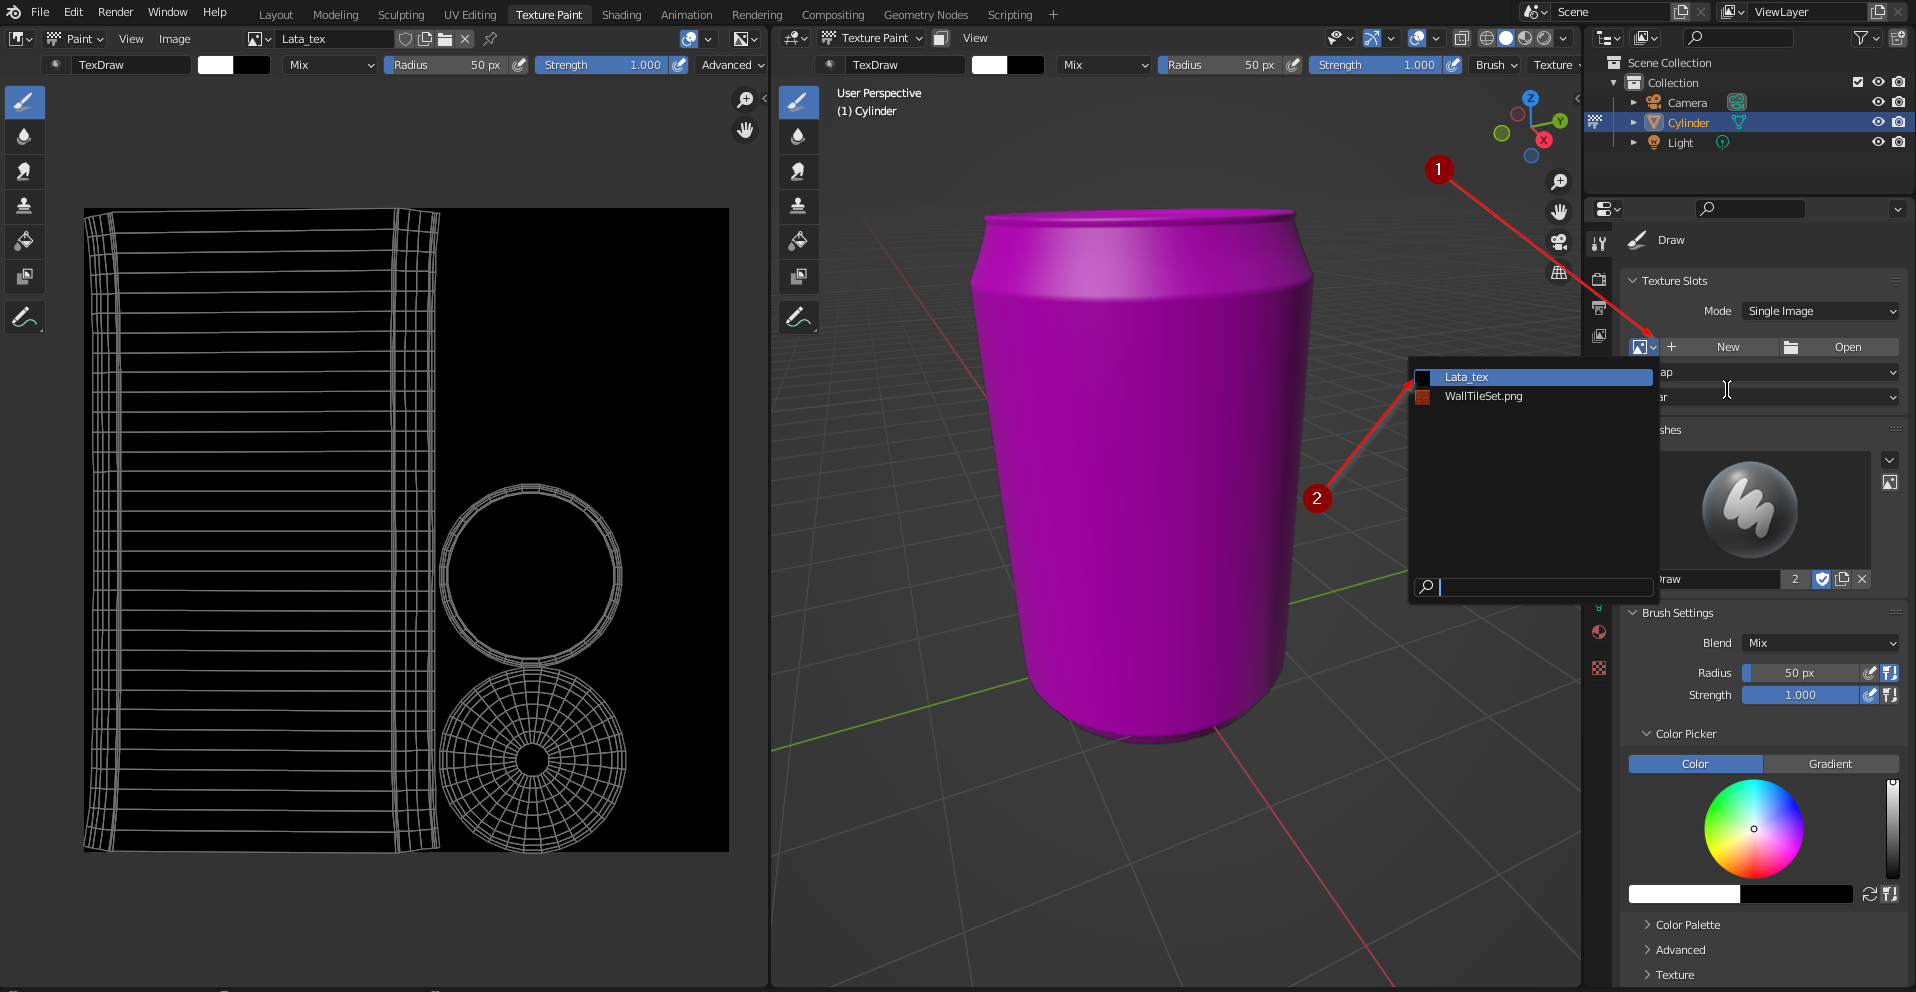 File Edit Render Window Help
Layout Modeling Sculpting UV Editing Texture Paint Shading Animation Rendering Compositing Geometry Nodes Scripting +
Scene
ViewLayer
Paint View Image
Lata_tex
TexDraw Mix Radius 50 px Strength 1.000 Advanced
Texture Paint View
TexDraw Mix Radius 50 px Strength 1.000 Brush Texture
User Perspective
(1) Cylinder
Z
Y
X
1
2
Scene Collection
Collection
Camera
Cylinder
Light
Draw
Texture Slots
Mode Single Image
+ New Open
Lata_tex
WallTileSet.png
ap
ar
shes
Draw 2
Brush Settings
Blend Mix
Radius 50 px
Strength 1.000
Color Picker
Color Gradient
Color Palette
Advanced
Texture